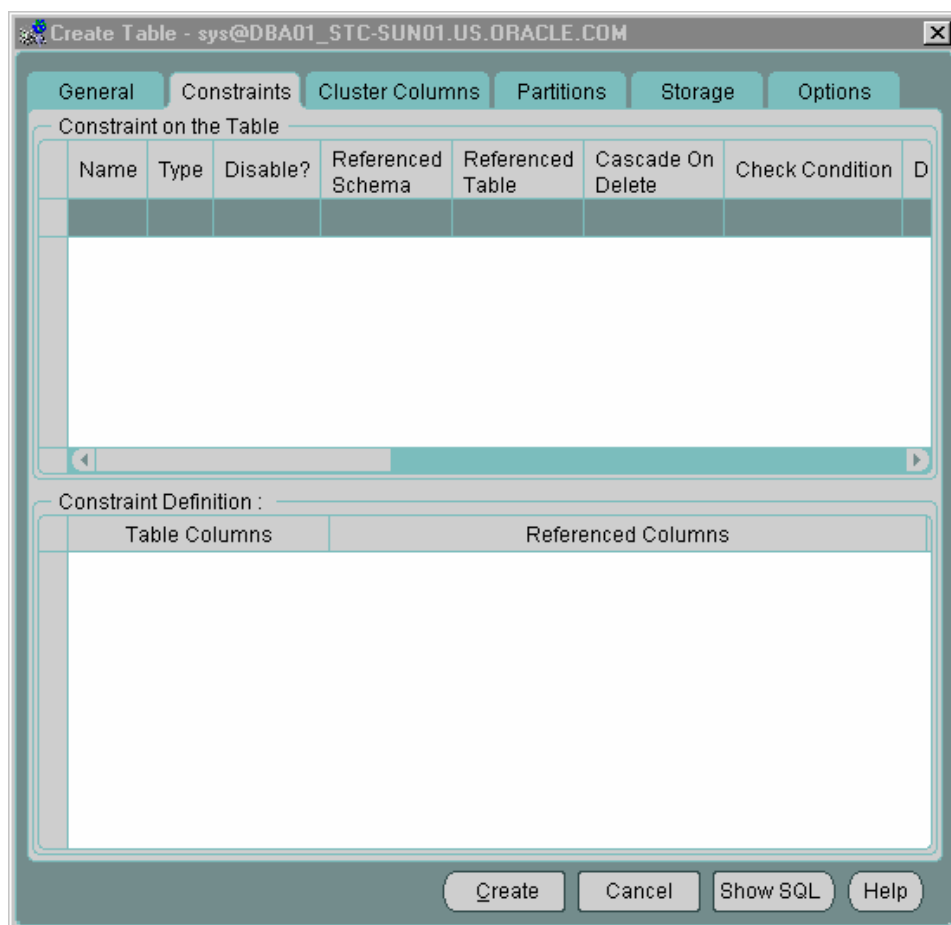 Create Table - sys@DBA01_STC-SUN01.US.ORACLE.COM
General Constraints Cluster Columns Partitions Storage Options
Constraint on the Table
Name Type Disable? Referenced Schema Referenced Table Cascade On Delete Check Condition D
Constraint Definition :
Table Columns Referenced Columns
Create Cancel Show SQL Help